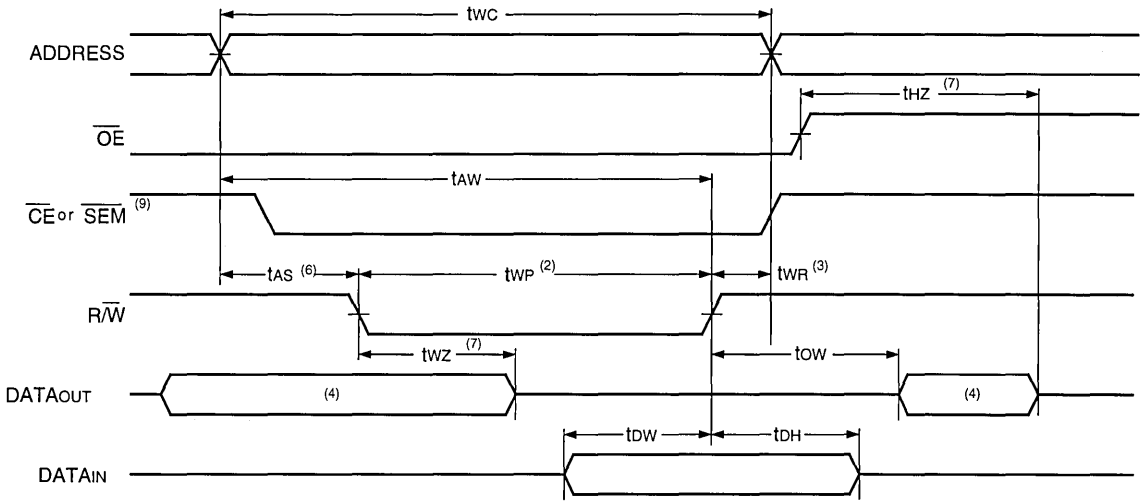 tWC
ADDRESS
tHZ (7)
OE
tAW
CE or SEM (9)
tAS (6) tWP (2) tWR (3)
R/W
tWZ (7) tOW
DATAOUT (4) (4)
tDW tDH
DATAIN